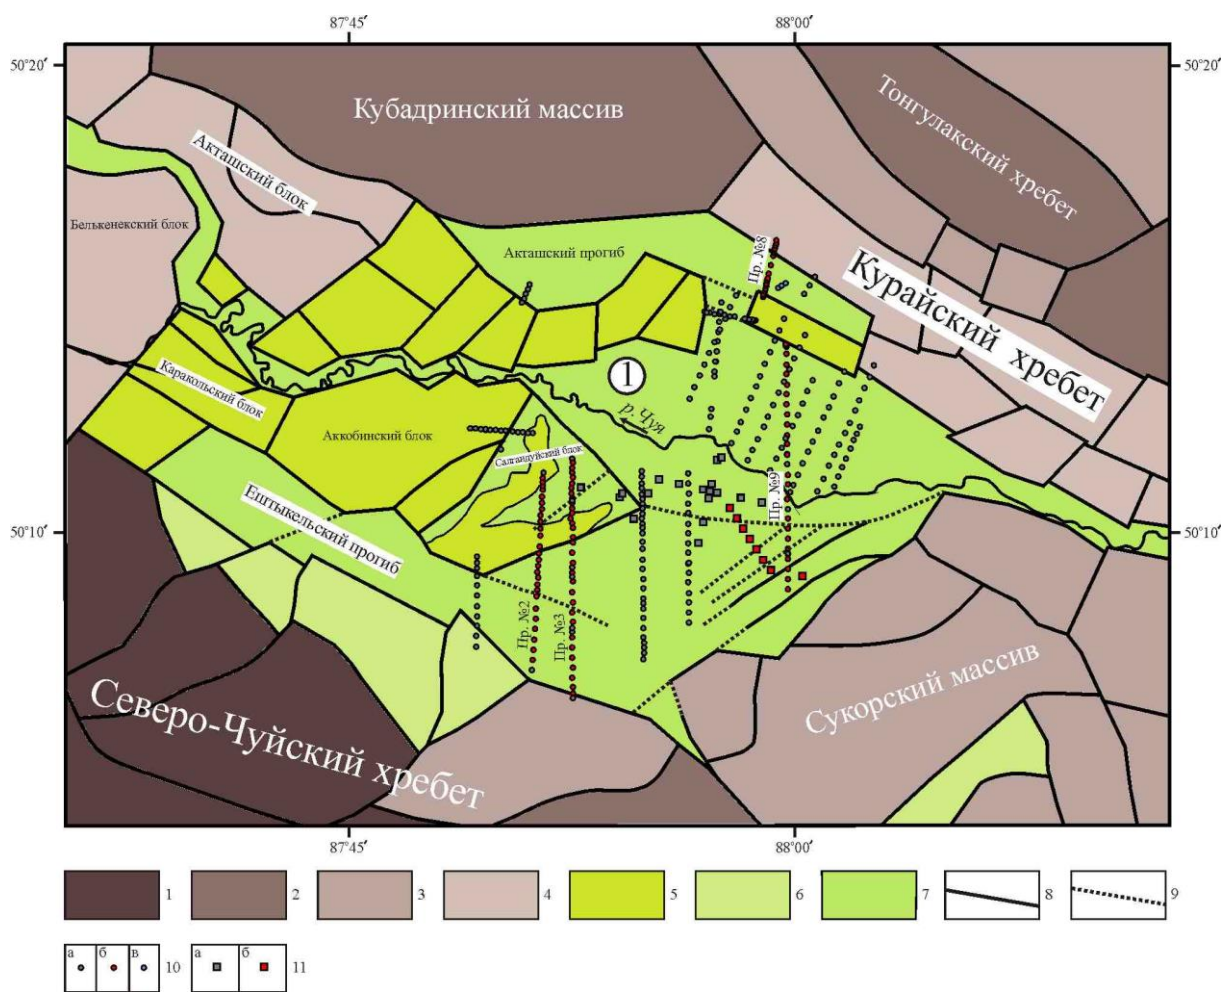 87°45′ 88°00′
50°20′ 50°20′
Кубадринский массив
Тонгулакский хребет
Акташский блок
Белькенекский блок
Акташский прогиб
Пр. №8
Курайский хребет
1
Каракольский блок
р. Чуя
Аккобинский блок
Салгандуйский блок
Пр. №9
Ештыкельский прогиб
50°10′ 50°10′
Пр. №2
Пр. №3
Сукорский массив
Северо-Чуйский хребет
87°45′ 88°00′
1 2 3 4 5 6 7 8 9
а б в 10 а б 11